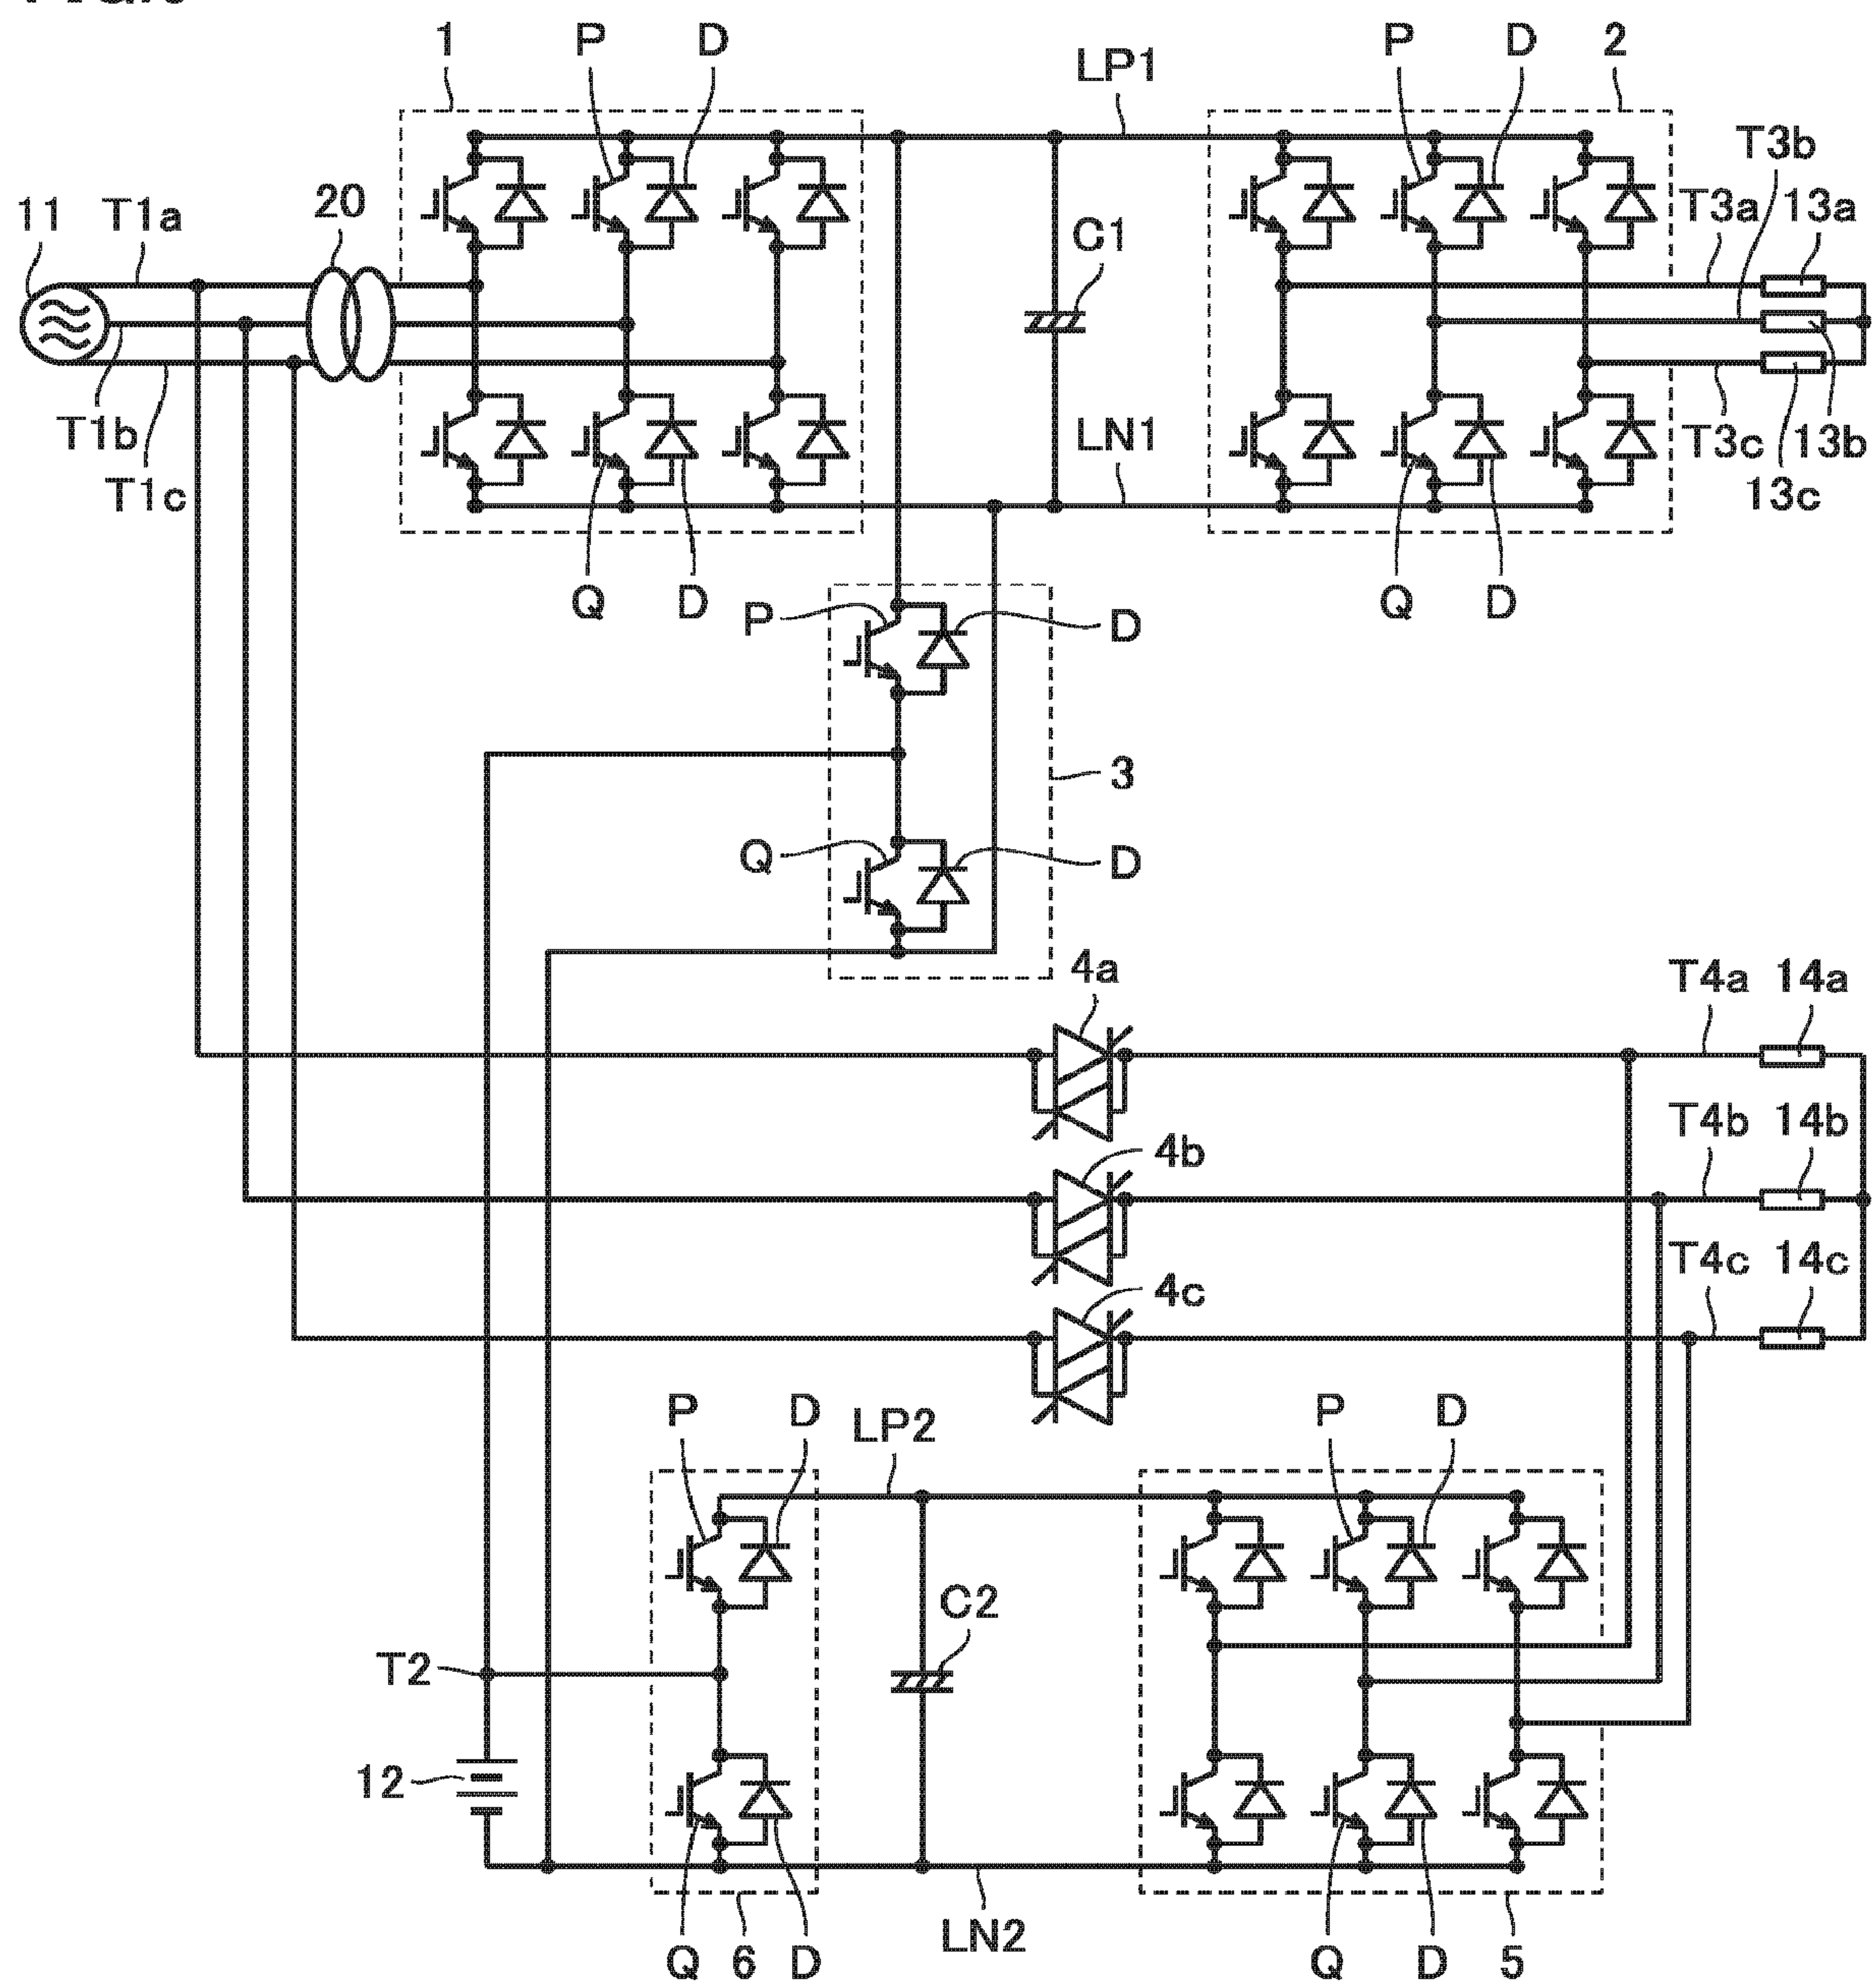 1 P D LP1 P D 2
T3b
11 T1a 20 T3a 13a
C1
T1b LN1 T3c 13b
T1c 13c
Q D Q D
P D
3
Q D
4a T4a 14a
4b T4b 14b
4c T4c 14c
P D LP2 P D
C2
T2
12
LN2
Q 6 D Q D 5